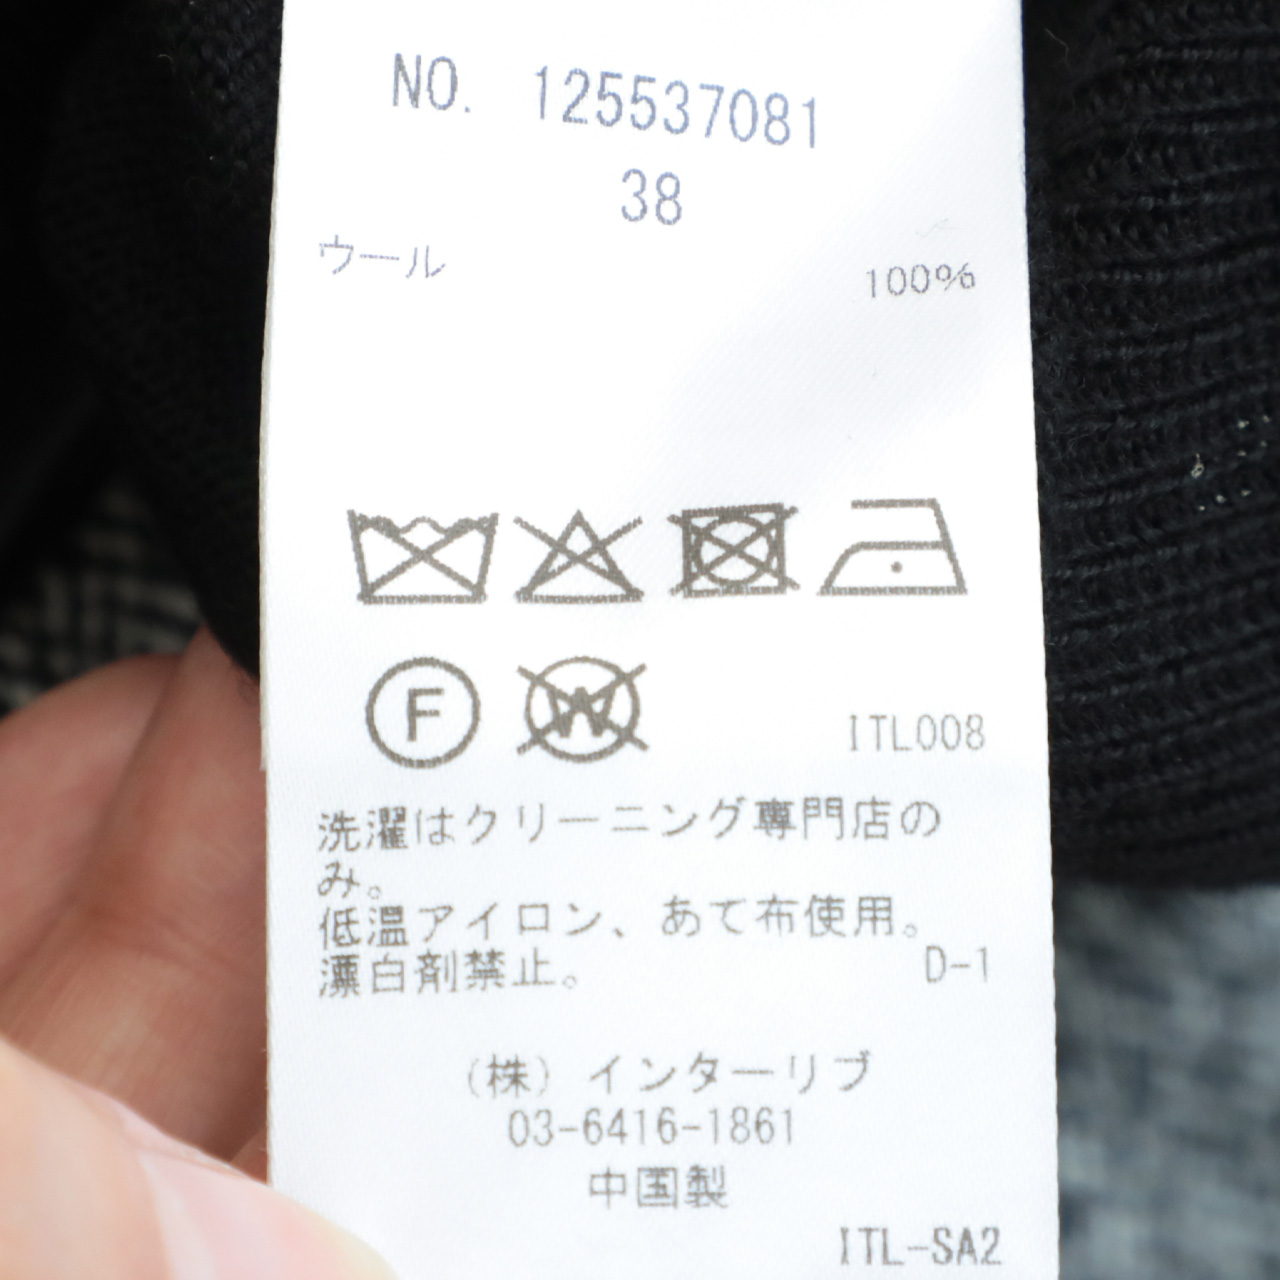 NO. 125537081
38
ウール 100%
F W ITL008
洗濯はクリーニング専門店の
み。
低温アイロン、あて布使用。
漂白剤禁止。 D-1
(株) インターリブ
03-6416-1861
中国製
ITL-SA2